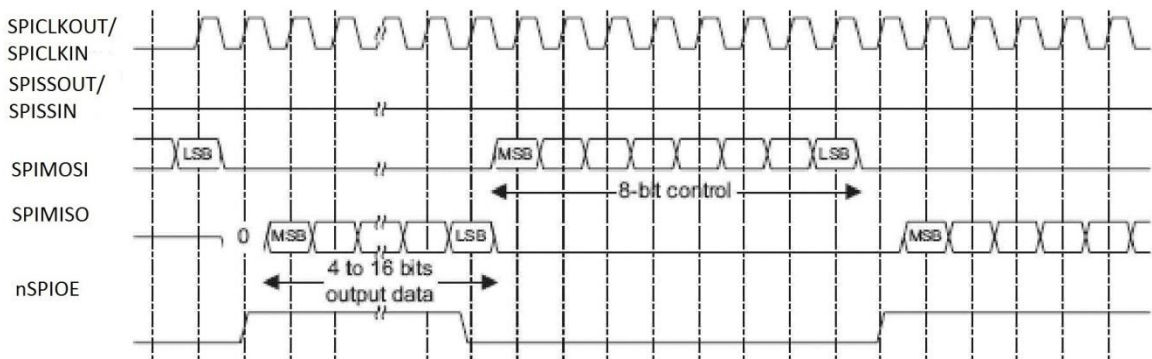 SPICLKOUT/
SPICLKIN
SPISSOUT/
SPISSIN
SPIMOSI
LSB
MSB
LSB
8-bit control
SPIMISO
0
MSB
LSB
MSB
4 to 16 bits
output data
nSPIOE